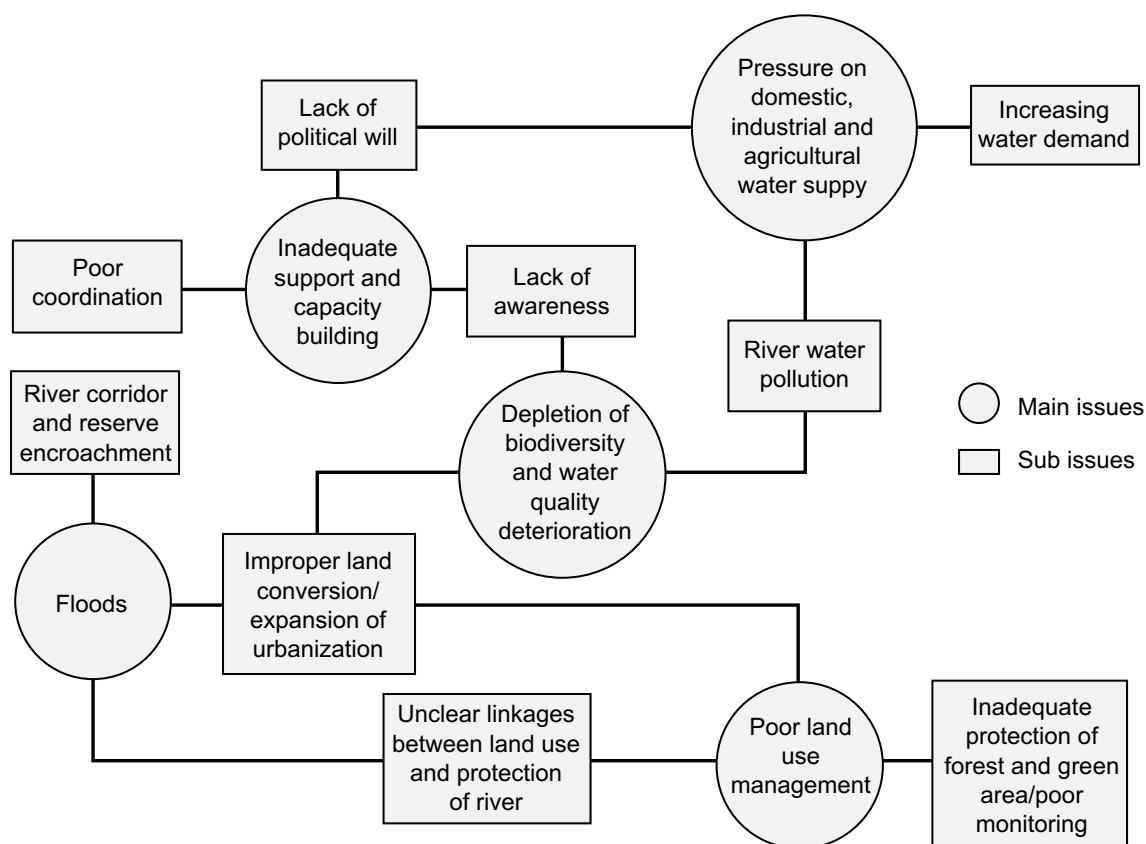 Pressure on
domestic,
industrial and
agricultural
water suppy
Increasing
water demand
Lack of
political will
Poor
coordination
Inadequate
support and
capacity
building
Lack of
awareness
River water
pollution
River corridor
and reserve
encroachment
Depletion of
biodiversity
and water
quality
deterioration
Main issues
Sub issues
Floods
Improper land
conversion/
expansion of
urbanization
Unclear linkages
between land use
and protection
of river
Poor land
use
management
Inadequate
protection of
forest and green
area/poor
monitoring